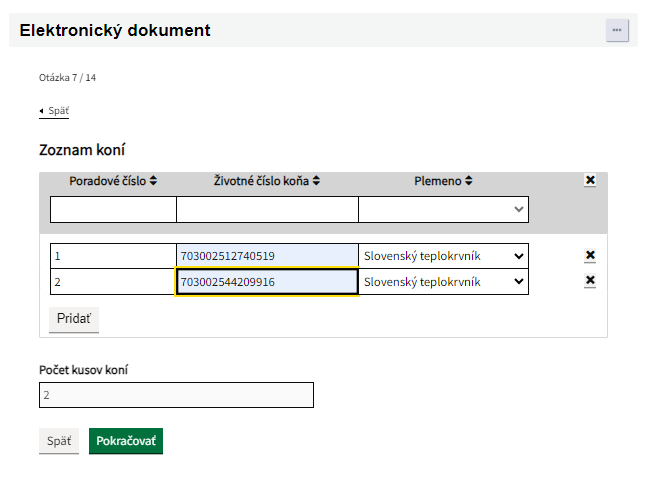 Elektronický dokument
Otázka 7 / 14
Späť
Zoznam koní
Poradové číslo Životné číslo koňa Plemeno
1 703002512740519 Slovenský teplokrvník
2 703002544209916 Slovenský teplokrvník
Pridať
Počet kusov koní
2
Späť Pokračovať